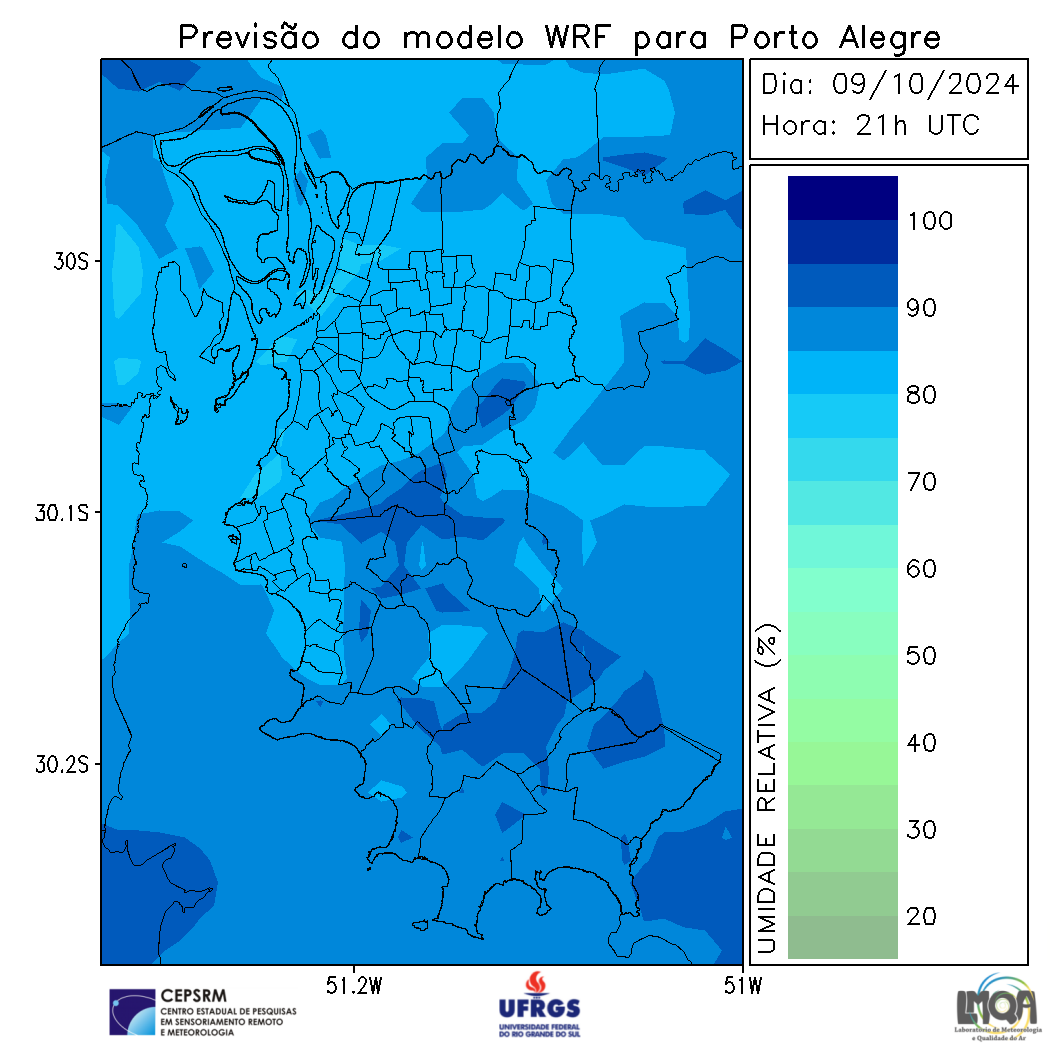 Previsão do modelo WRF para Porto Alegre
Dia: 09/10/2024
Hora: 21h UTC
100
90
80
70
60
50
40
30
20
UMIDADE RELATIVA (%)
30S
30.1S
30.2S
51.2W
51W
CEPSRM
CENTRO ESTADUAL DE PESQUISAS
EM SENSORIAMENTO REMOTO
E METEOROLOGIA
UFRGS
UNIVERSIDADE FEDERAL
DO RIO GRANDE DO SUL
LMQA
Laboratório de Meteorologia
e Qualidade do Ar